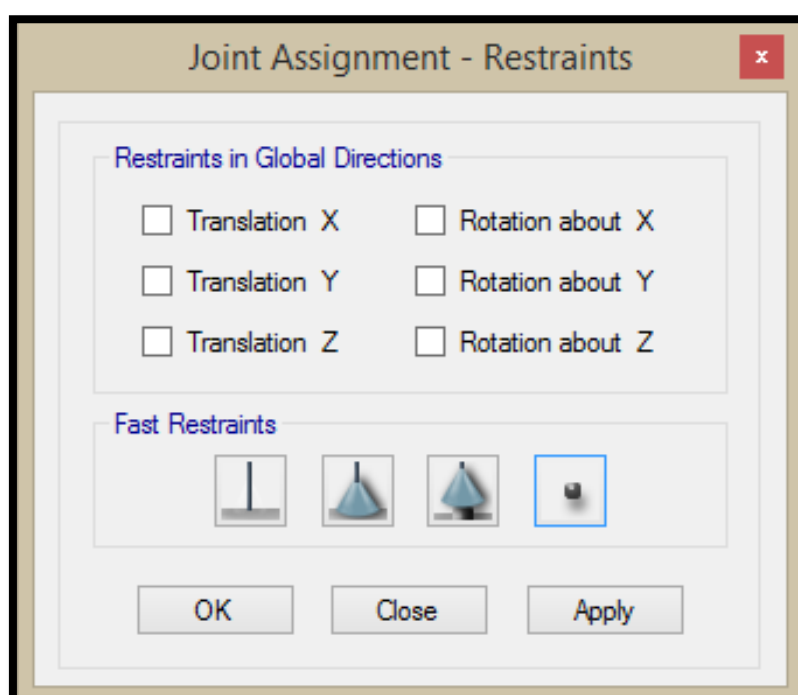 Joint Assignment - Restraints
x
Restraints in Global Directions
Translation X
Rotation about X
Translation Y
Rotation about Y
Translation Z
Rotation about Z
Fast Restraints
OK
Close
Apply